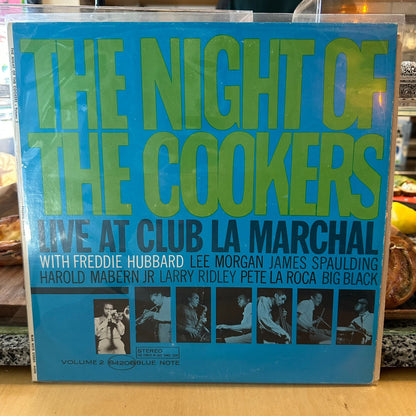 THE NIGHT OF
THE COOKERS
LIVE AT CLUB LA MARCHAL
WITH FREDDIE HUBBARD LEE MORGAN JAMES SPAULDING
HAROLD MABERN JR LARRY RIDLEY PETE LA ROCA BIG BLACK
STEREO
VOLUME 2 84208 BLUE NOTE